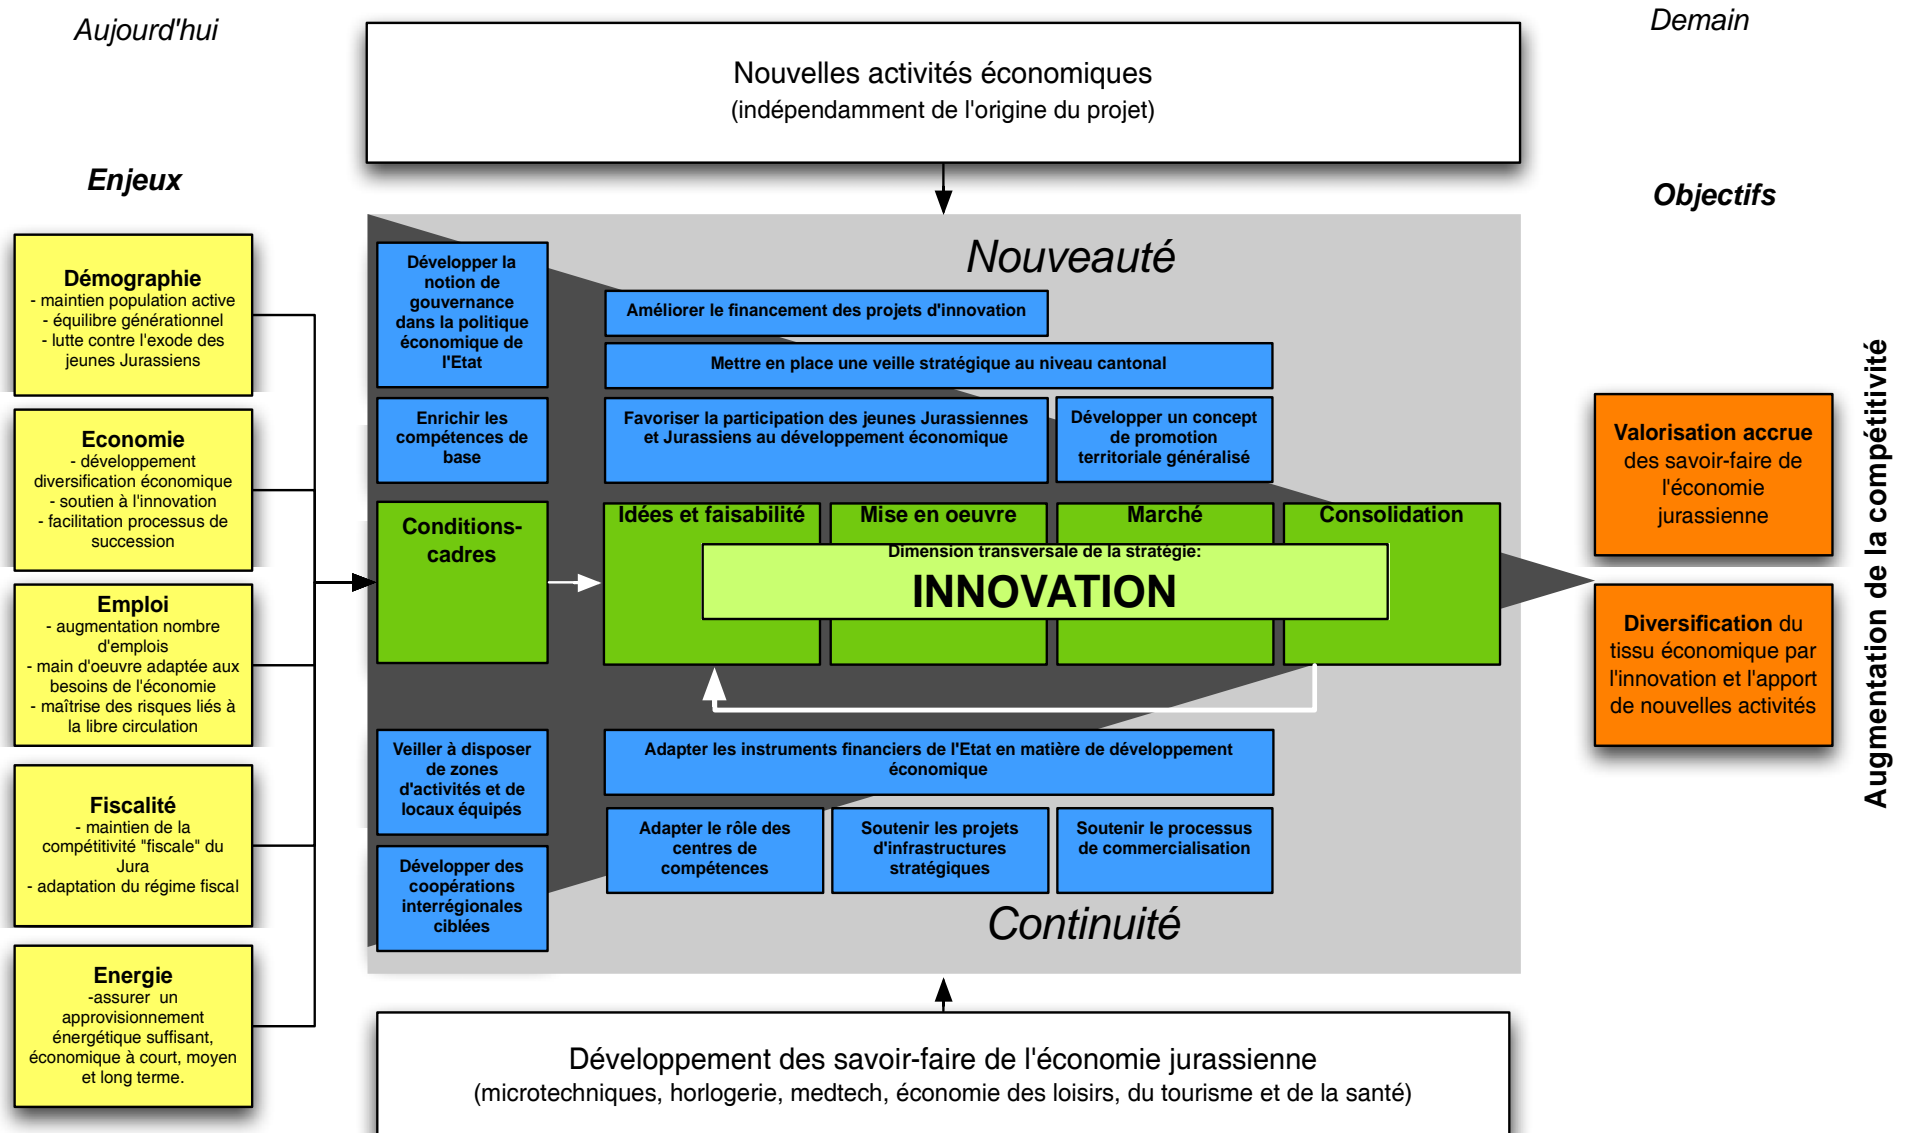 Aujourd'hui
Nouvelles activités économiques
(indépendamment de l'origine du projet)
Demain
Enjeux
Objectifs
Démographie
- maintien population active
- équilibre générationnel
- lutte contre l'exode des
jeunes Jurassiens
Economie
- développement
diversification économique
- soutien à l'innovation
- facilitation processus de
succession
Emploi
- augmentation nombre
d'emplois
- main d'oeuvre adaptée aux
besoins de l'économie
- maîtrise des risques liés à
la libre circulation
Fiscalité
- maintien de la
compétitivité "fiscale" du
Jura
- adaptation du régime fiscal
Energie
-assurer un
approvisionnement
énergétique suffisant,
économique à court, moyen
et long terme.
Nouveauté
Développer la
notion de
gouvernance
dans la politique
économique de
l'Etat
Améliorer le financement des projets d'innovation
Mettre en place une veille stratégique au niveau cantonal
Enrichir les
compétences de
base
Favoriser la participation des jeunes Jurassiennes
et Jurassiens au développement économique
Développer un concept
de promotion
territoriale généralisé
Conditions-
cadres
Idées et faisabilité
Mise en oeuvre
Marché
Consolidation
Dimension transversale de la stratégie:
INNOVATION
Veiller à disposer
de zones
d'activités et de
locaux équipés
Adapter les instruments financiers de l'Etat en matière de développement
économique
Développer des
coopérations
interrégionales
ciblées
Adapter le rôle des
centres de
compétences
Soutenir les projets
d'infrastructures
stratégiques
Soutenir le processus
de commercialisation
Continuité
Valorisation accrue
des savoir-faire de
l'économie
jurassienne
Diversification du
tissu économique par
l'innovation et l'apport
de nouvelles activités
Augmentation de la compétitivité
Développement des savoir-faire de l'économie jurassienne
(microtechniques, horlogerie, medtech, économie des loisirs, du tourisme et de la santé)